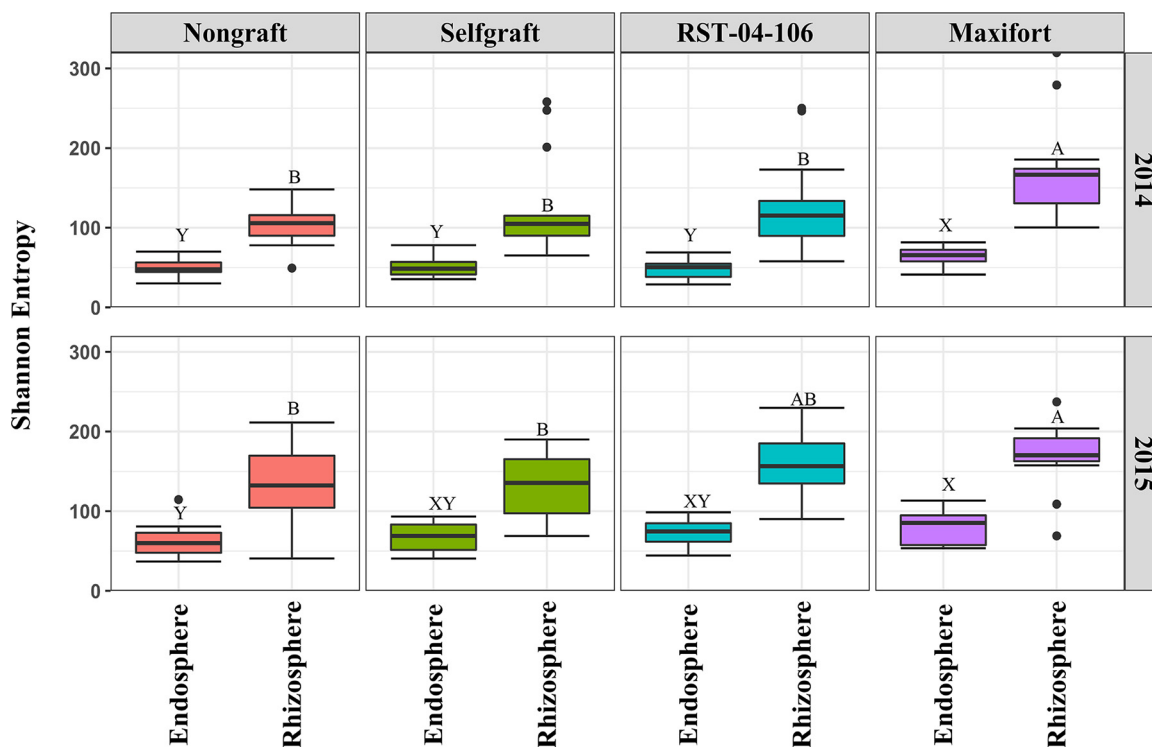 Nongraft Selfgraft RST-04-106 Maxifort
Shannon Entropy
300
200
100
0
Y B Y B Y B X A
2014
300
200
100
0
Y B XY B XY AB X A
2015
Endosphere Rhizosphere Endosphere Rhizosphere Endosphere Rhizosphere Endosphere Rhizosphere